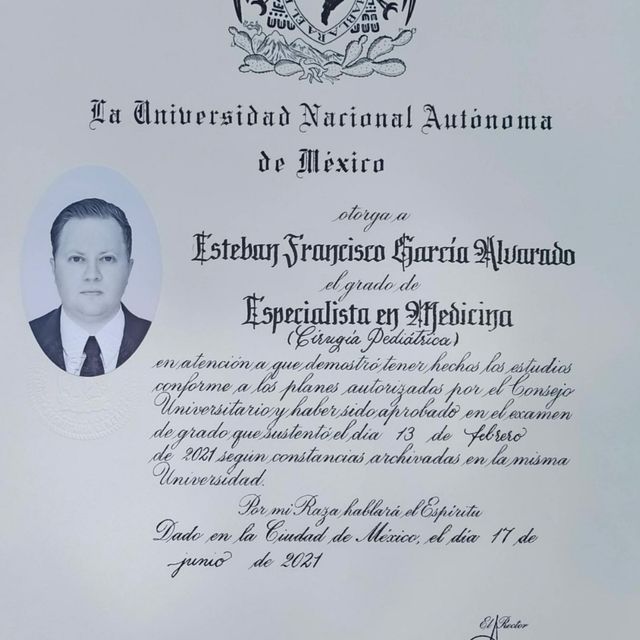 HABLARA EL
La Universidad Nacional Autónoma
de México
otorga a
Esteban Francisco García Alvarado
el grado de
Especialista en Medicina
(Cirugía Pediátrica)
en atención a que demostró tener hechos los estudios
conforme a los planes autorizados por el Consejo
Universitario y haber sido aprobado en el examen
de grado que sustentó el día 13 de febrero
de 2021 según constancias archivadas en la misma
Universidad.
Por mi Raza hablará el Espíritu
Dado en la Ciudad de México, el día 17 de
junio de 2021
El Rector